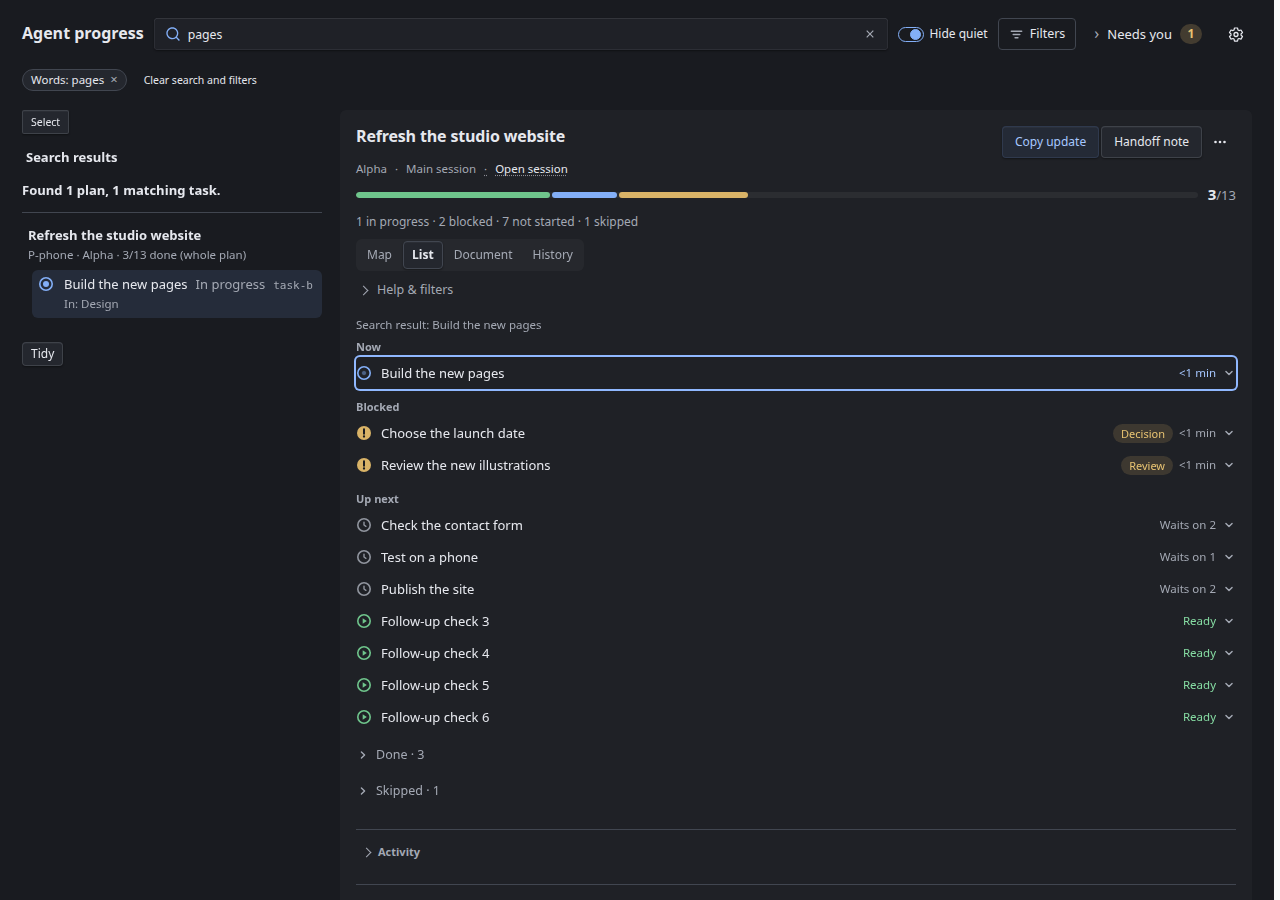 Agent progress
pages
Hide quiet
Filters
Needs you 1
Words: pages ×
Clear search and filters
Select
Search results
Found 1 plan, 1 matching task.
Refresh the studio website
P-phone · Alpha · 3/13 done (whole plan)
Build the new pages In progress task-b
In: Design
Tidy
Refresh the studio website
Copy update
Handoff note
Alpha · Main session · Open session
3/13
1 in progress · 2 blocked · 7 not started · 1 skipped
Map List Document History
Help & filters
Search result: Build the new pages
Now
Build the new pages <1 min
Blocked
Choose the launch date Decision <1 min
Review the new illustrations Review <1 min
Up next
Check the contact form Waits on 2
Test on a phone Waits on 1
Publish the site Waits on 2
Follow-up check 3 Ready
Follow-up check 4 Ready
Follow-up check 5 Ready
Follow-up check 6 Ready
Done · 3
Skipped · 1
Activity